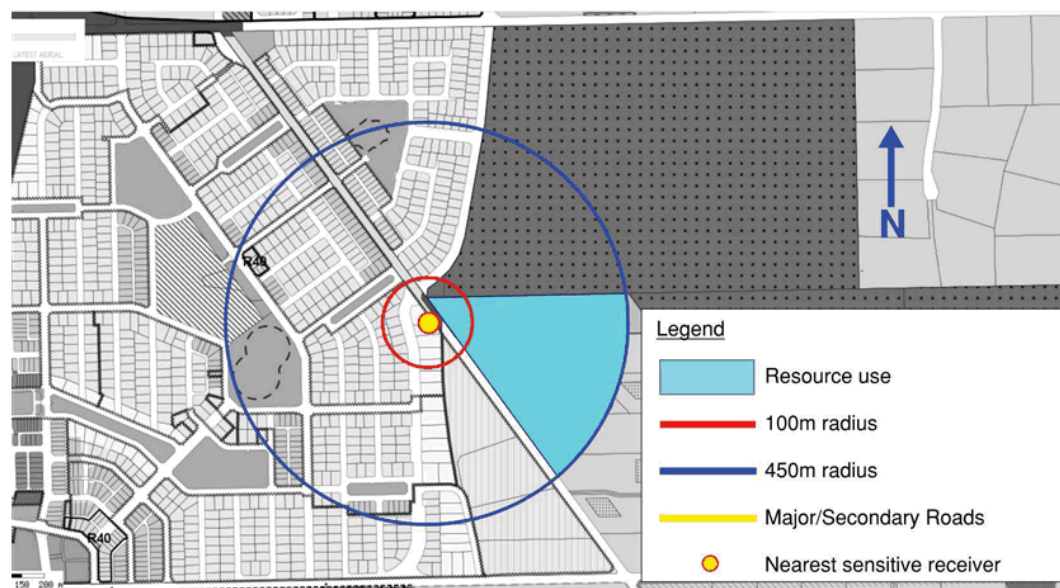 LATEST AERIAL
N
R40
Legend
Resource use
100m radius
450m radius
Major/Secondary Roads
Nearest sensitive receiver
R40
150 200 m